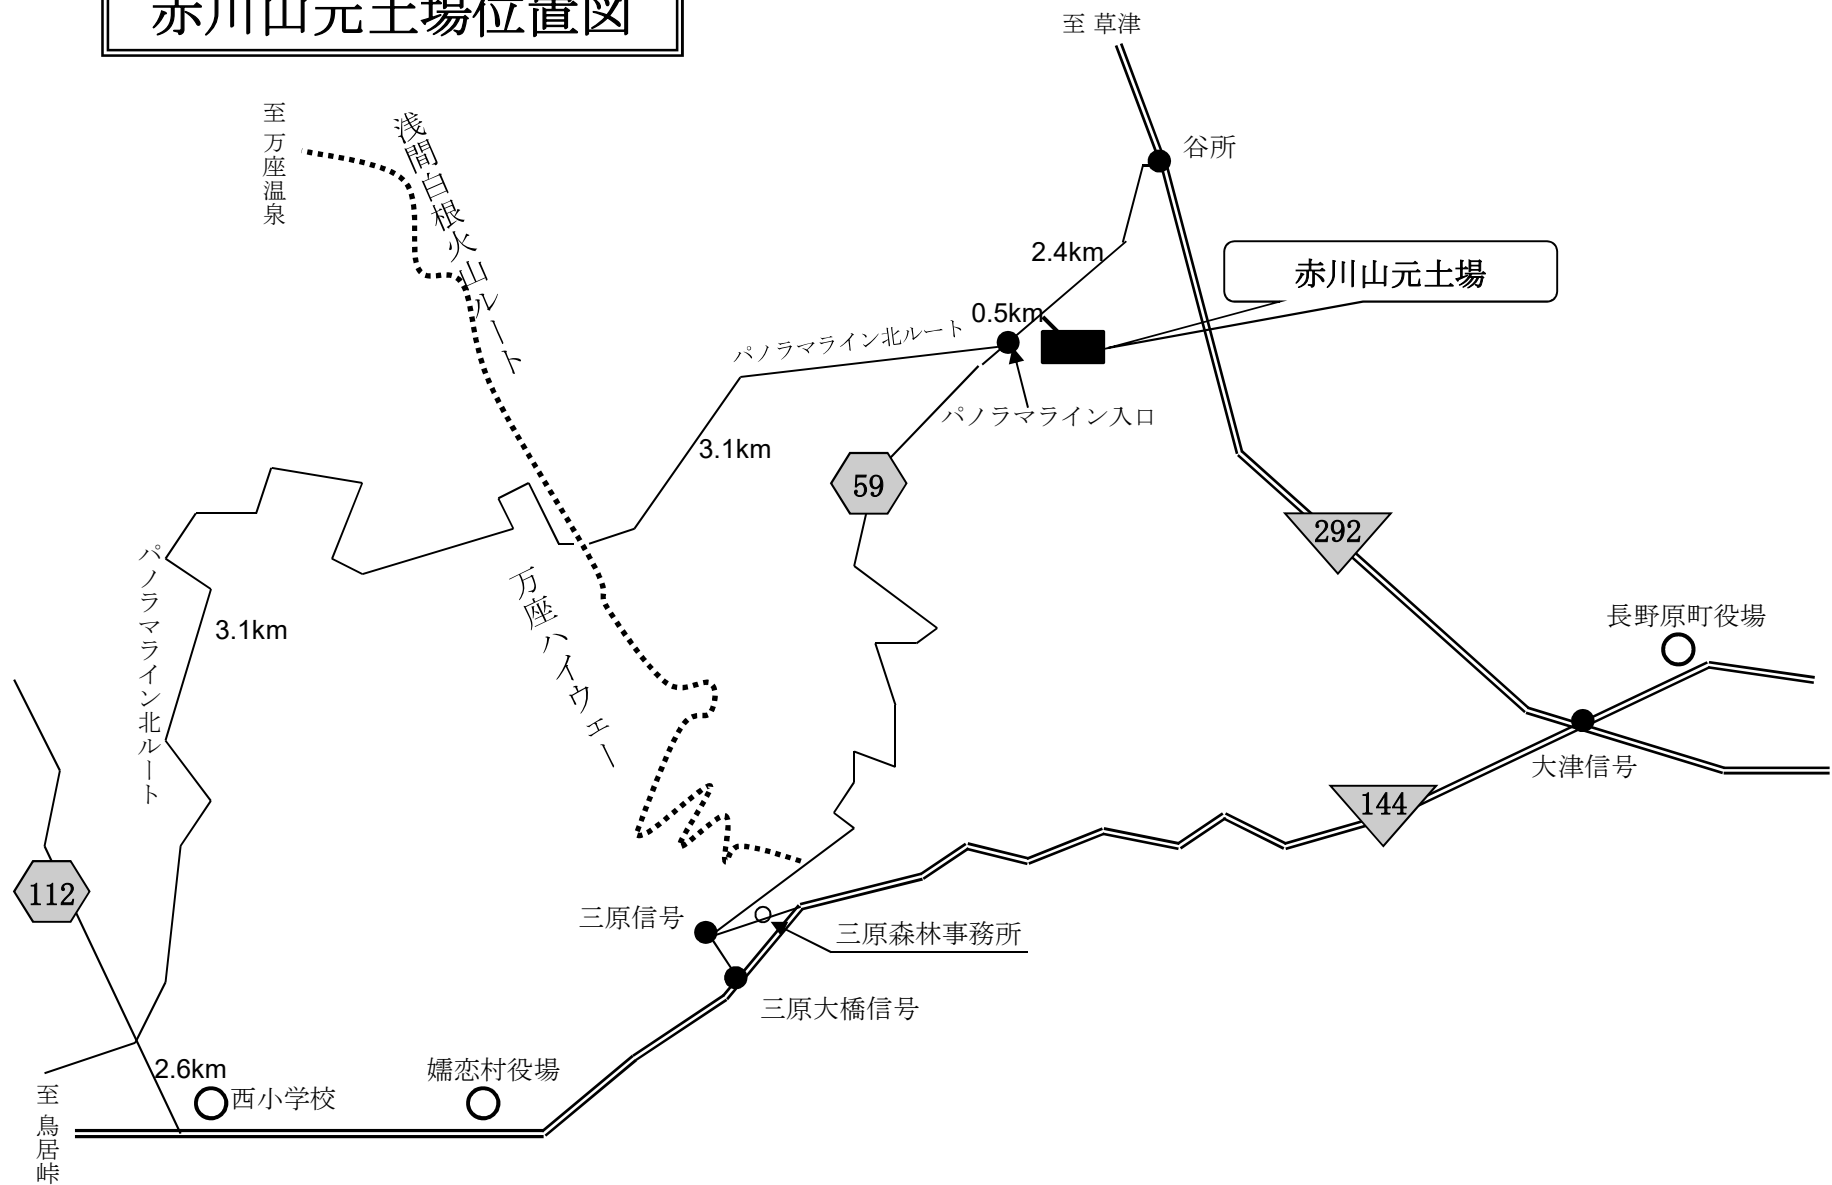 赤川山元土場位置図
至 草津
至 万座温泉
浅間白根火山ルート
谷所
2.4km
赤川山元土場
0.5km
パノラマライン北ルート
パノラマライン入口
3.1km
59
292
パノラマライン北ルート
万座ハイウェー
3.1km
長野原町役場
大津信号
144
112
三原信号
三原森林事務所
三原大橋信号
2.6km
西小学校
嬬恋村役場
至 鳥居峠